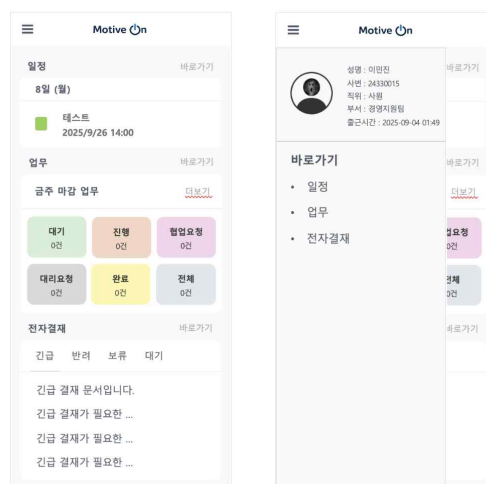 Motive On
일정
바로가기
8일 (월)
테스트
2025/9/26 14:00
업무
바로가기
금주 마감 업무
더보기
대기
0건
진행
0건
협업요청
0건
대리요청
0건
완료
0건
전체
0건
전자결재
바로가기
긴급 반려 보류 대기
긴급 결재 문서입니다.
긴급 결재가 필요한 ...
긴급 결재가 필요한 ...
긴급 결재가 필요한 ...
Motive On
성명 : 이민진
사번 : 24330015
직위 : 사원
부서 : 경영지원팀
출근시간 : 2025-09-04 01:49
바로가기
• 일정
• 업무
• 전자결재
바로가기
바로가기
더보기
업요청
0건
전체
0건
바로가기